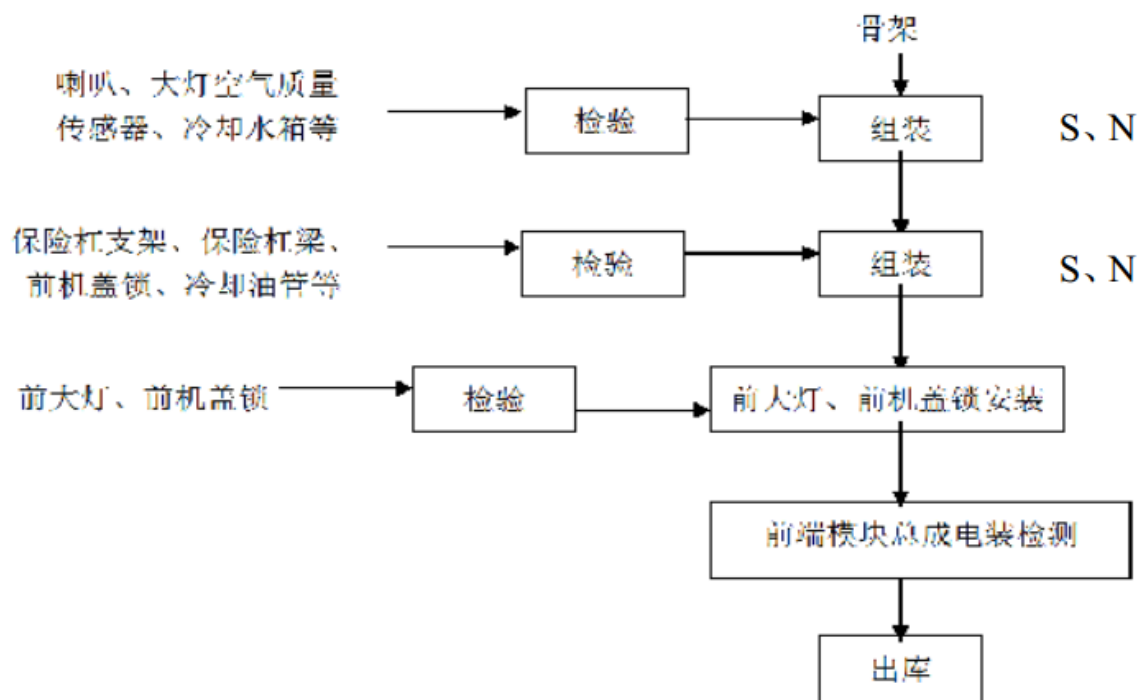 骨架
喇叭、大灯空气质量
传感器、冷却水箱等
检验
组装
S、N
保险杠支架、保险杠梁、
前机盖锁、冷却油管等
检验
组装
S、N
前大灯、前机盖锁
检验
前大灯、前机盖锁安装
前端模块总成电装检测
出库